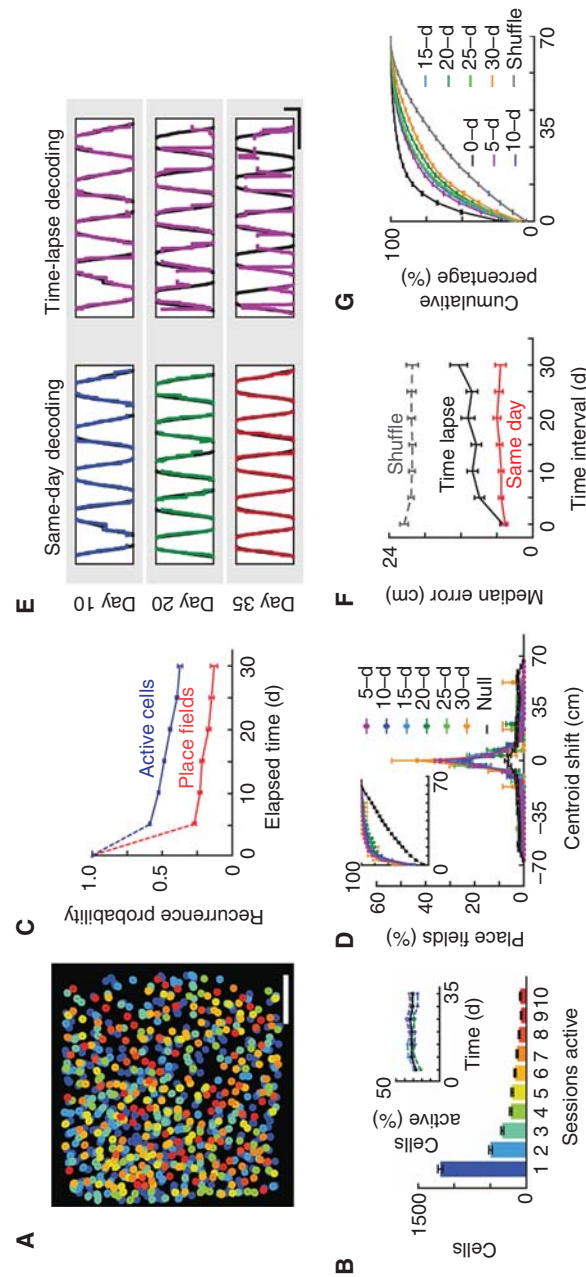 A
B
1500
0
Cells
1 2 3 4 5 6 7 8 9 10
Sessions active
50
0
Cells
active (%)
0 35
Time (d)
C
1.0
0.5
0
Recurrence probability
Active cells
Place fields
0 10 20 30
Elapsed time (d)
D
60
40
20
0
Place fields (%)
100
0 70
5–d
10–d
15–d
20–d
25–d
30–d
Null
–70 –35 0 35 70
Centroid shift (cm)
E
Same-day decoding
Time-lapse decoding
Day 10
Day 20
Day 35
F
24
0
Median error (cm)
Shuffle
Time lapse
Same day
0 10 20 30
Time interval (d)
G
100
0
Cumulative
percentage (%)
0–d
5–d
10–d
15–d
20–d
25–d
30–d
Shuffle
0 35 70